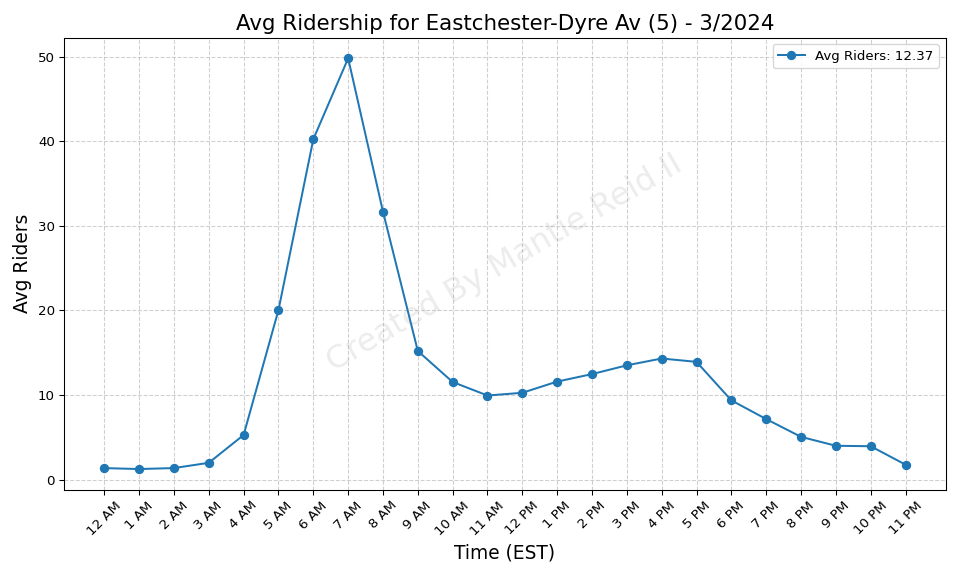 Avg Ridership for Eastchester-Dyre Av (5) - 3/2024
Avg Riders: 12.37
50
40
30
20
10
0
Avg Riders
Created By Mantie Reid II
12 AM
1 AM
2 AM
3 AM
4 AM
5 AM
6 AM
7 AM
8 AM
9 AM
10 AM
11 AM
12 PM
1 PM
2 PM
3 PM
4 PM
5 PM
6 PM
7 PM
8 PM
9 PM
10 PM
11 PM
Time (EST)